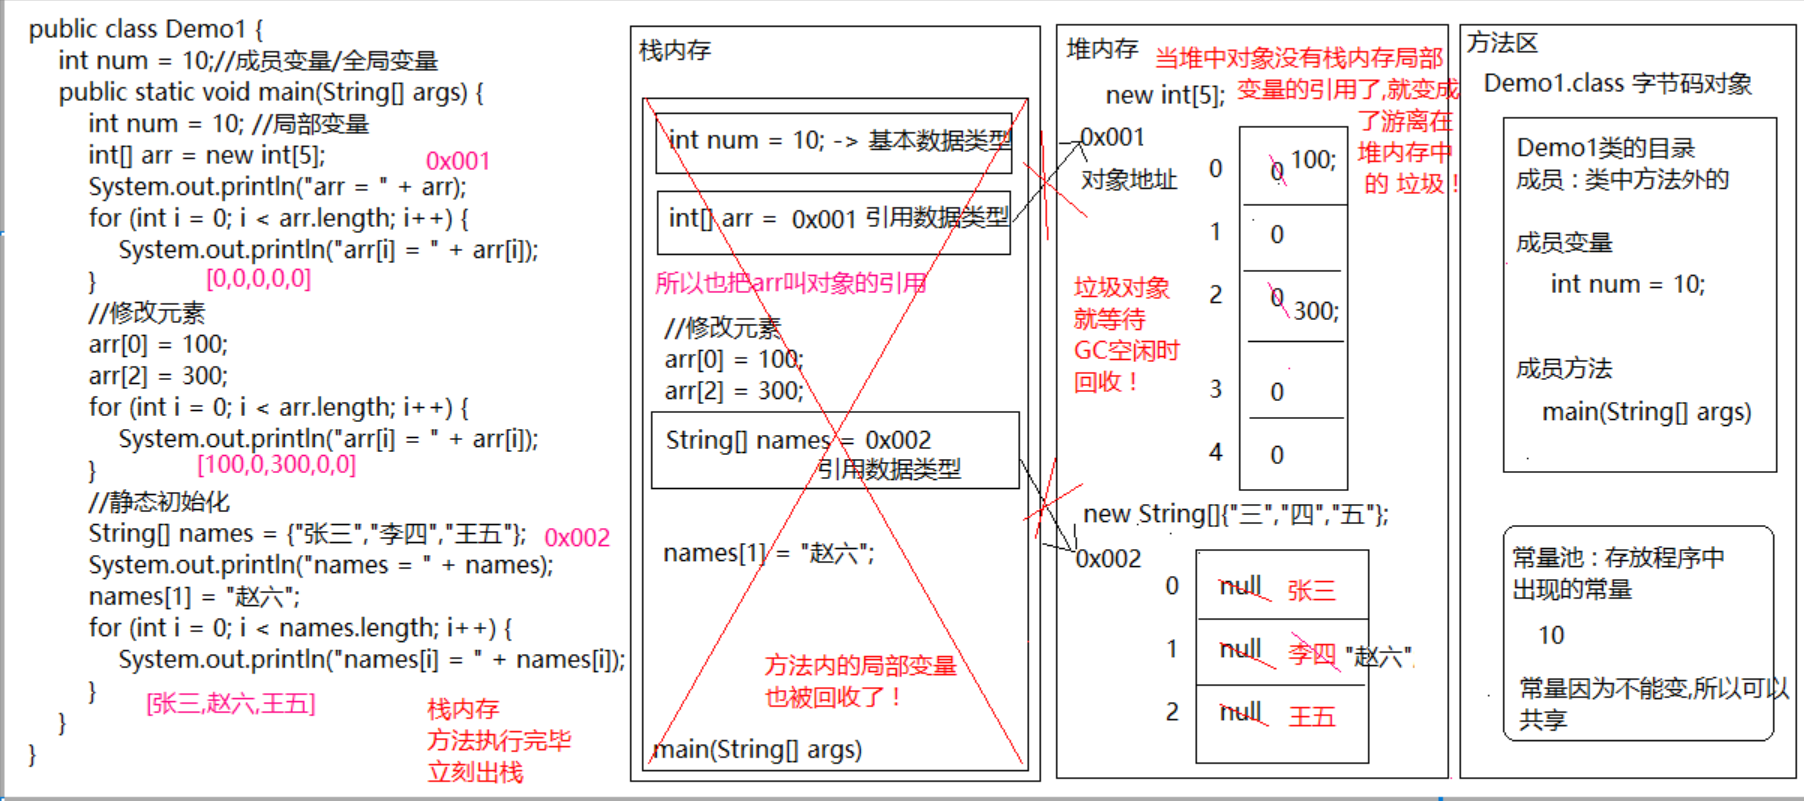 public class Demo1 {
int num = 10;//成员变量/全局变量
public static void main(String[] args) {
int num = 10; //局部变量
int[] arr = new int[5];
0x001
System.out.println("arr = " + arr);
for (int i = 0; i < arr.length; i++) {
System.out.println("arr[i] = " + arr[i]);
}
[0,0,0,0,0]
//修改元素
arr[0] = 100;
arr[2] = 300;
for (int i = 0; i < arr.length; i++) {
System.out.println("arr[i] = " + arr[i]);
}
[100,0,300,0,0]
//静态初始化
String[] names = {"张三","李四","王五"};
0x002
System.out.println("names = " + names);
names[1] = "赵六";
for (int i = 0; i < names.length; i++) {
System.out.println("names[i] = " + names[i]);
}
[张三,赵六,王五]
}
}
栈内存
方法执行完毕
立刻出栈
栈内存
int num = 10; -> 基本数据类型
int[] arr = 0x001 引用数据类型
所以也把arr叫对象的引用
//修改元素
arr[0] = 100;
arr[2] = 300;
String[] names = 0x002
引用数据类型
names[1] = "赵六";
方法内的局部变量
也被回收了！
main(String[] args)
堆内存
当堆中对象没有栈内存局部
变量的引用了,就变成
了游离在
堆内存中
的 垃圾！
new int[5];
0x001
对象地址
0 0 100;
1 0
2 0 300;
3 0
4 0
垃圾对象
就等待
GC空闲时
回收！
new String[]{"三","四","五"};
0x002
0 null 张三
1 null 李四 "赵六"
2 null 王五
方法区
Demo1.class 字节码对象
Demo1类的目录
成员：类中方法外的
成员变量
int num = 10;
成员方法
main(String[] args)
常量池：存放程序中
出现的常量
10
常量因为不能变,所以可以
共享